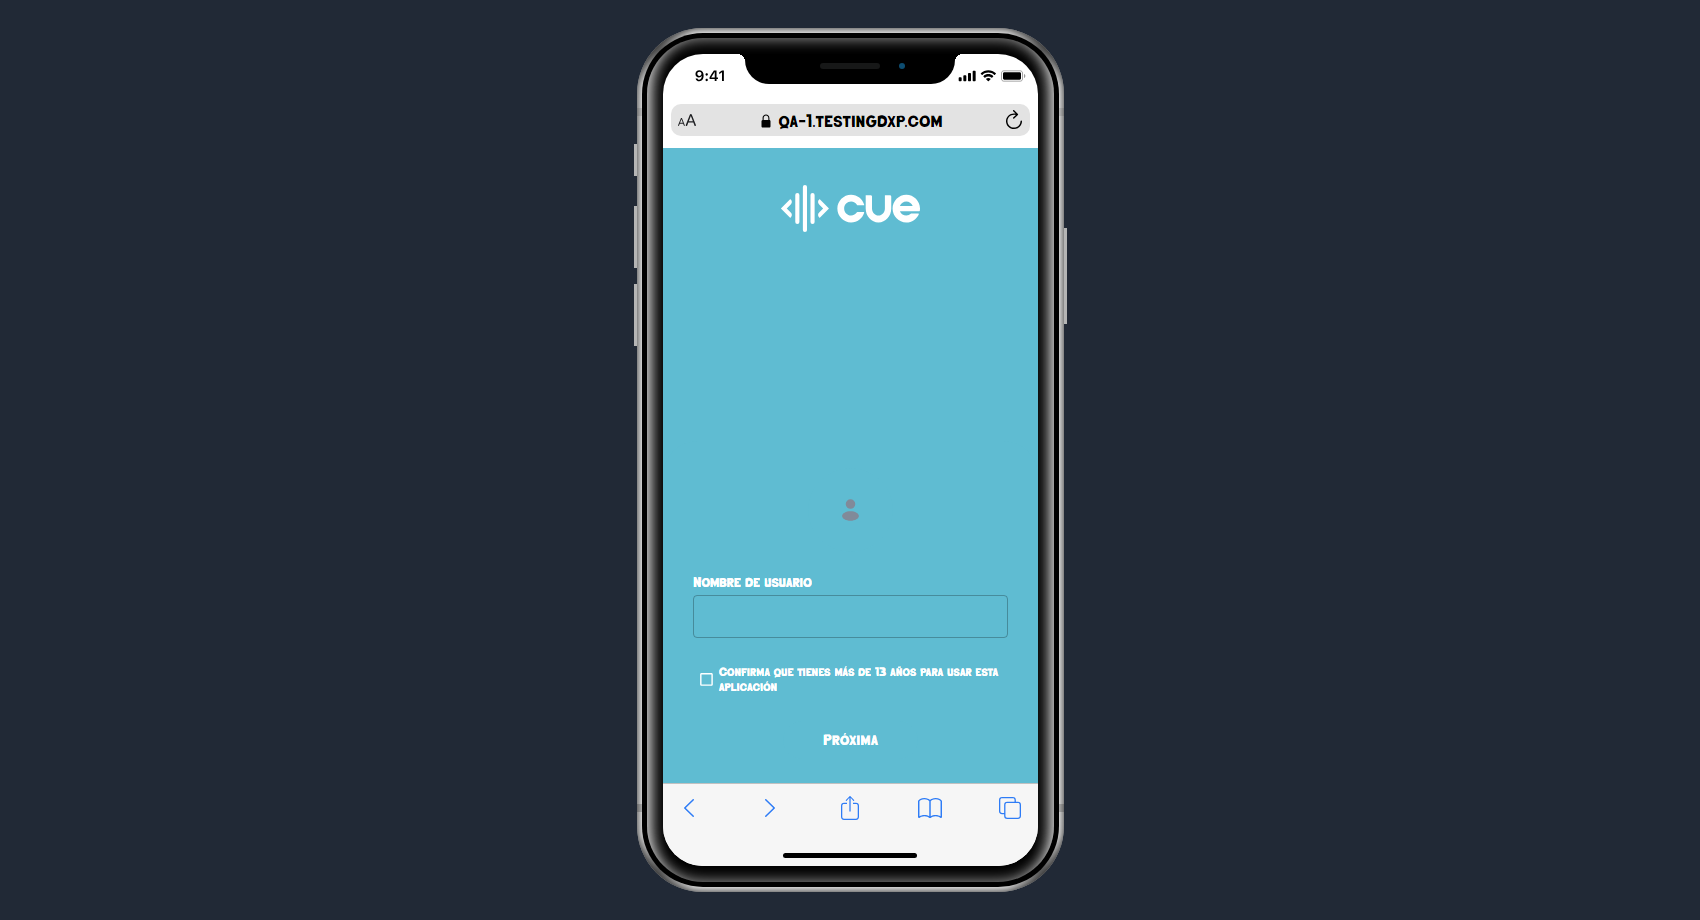 9:41
AA
QA-1.TESTINGDXP.COM
cue
Nombre de usuario
Confirma que tienes más de 13 años para usar esta
aplicación
Próxima